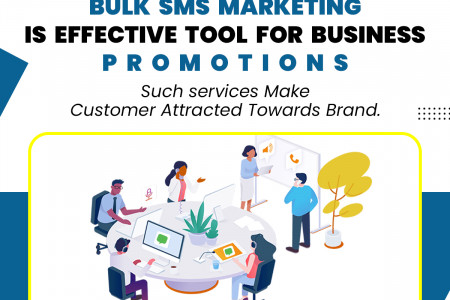 BULK SMS MARKETING
IS EFFECTIVE TOOL FOR BUSINESS
PROMOTIONS
Such services Make
Customer Attracted Towards Brand.